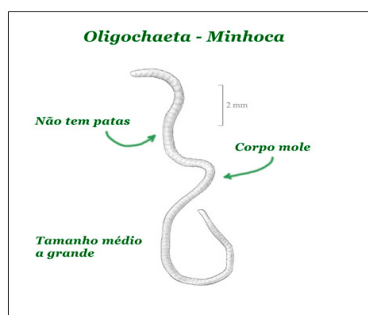 Oligochaeta - Minhoca
2 mm
Não tem patas
Corpo mole
Tamanho médio
a grande